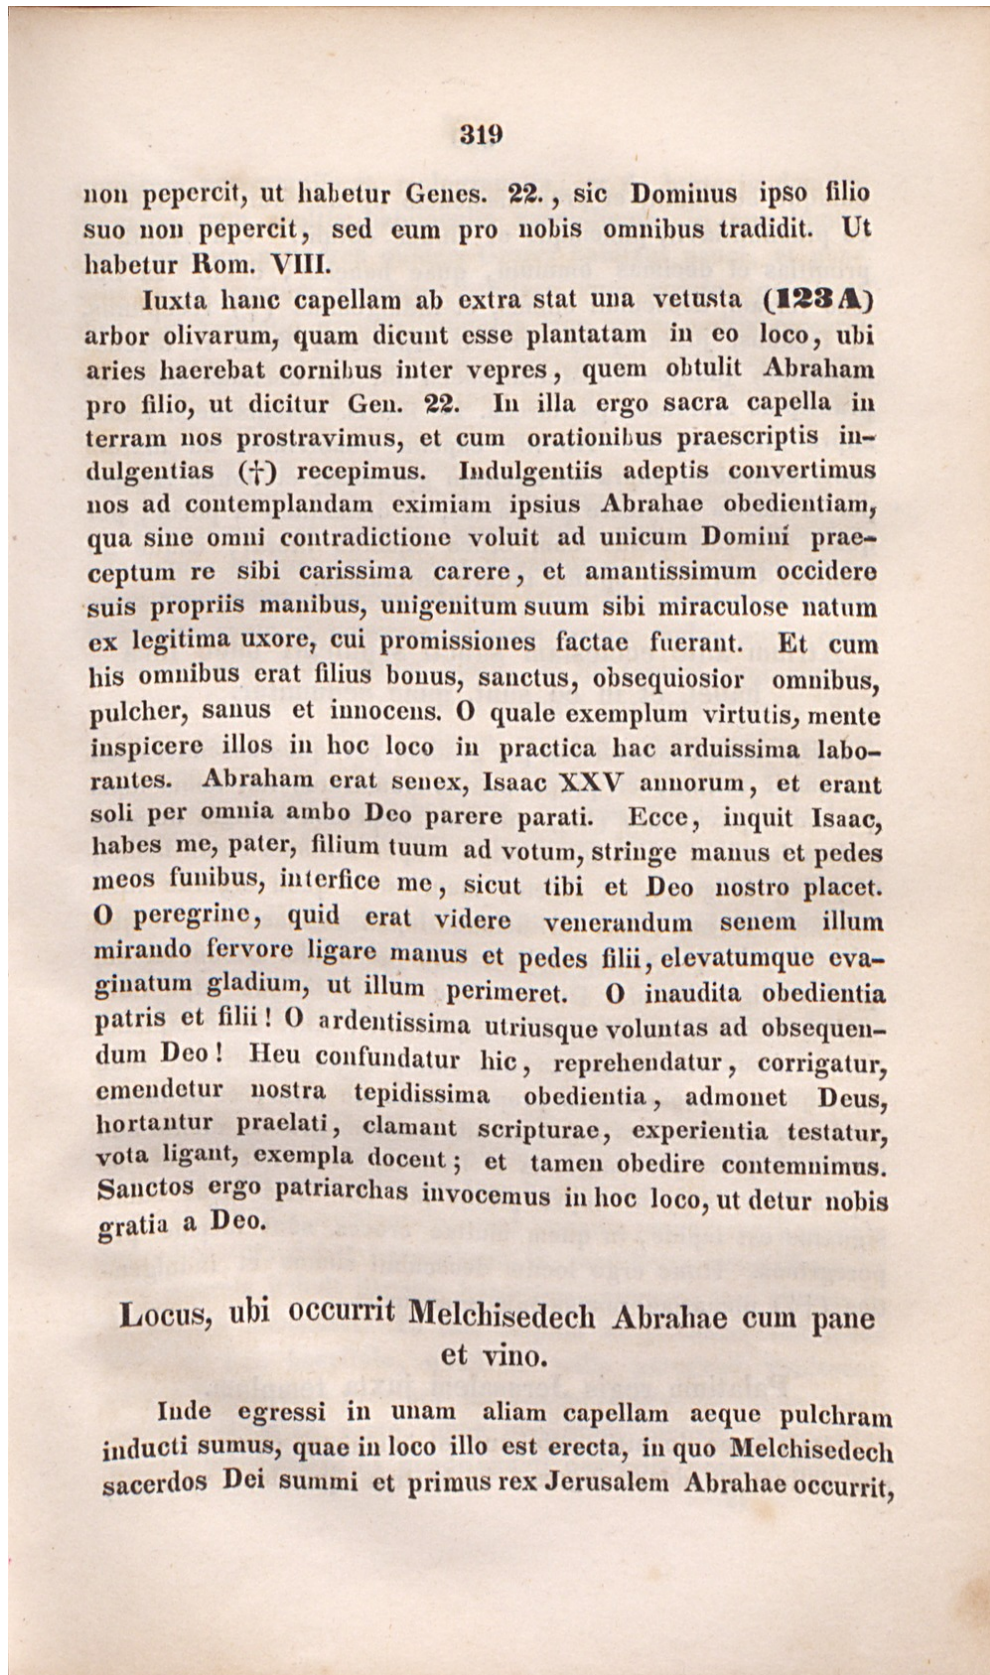 319
non pepercit, ut habetur Genes. 22., sic Dominus ipso filio
suo non pepercit, sed eum pro nobis omnibus tradidit. Ut
habetur Rom. VIII.
Iuxta hanc capellam ab extra stat una vetusta (123 A)
arbor olivarum, quam dicunt esse plantatam in eo loco, ubi
aries haerebat cornibus inter vepres, quem obtulit Abraham
pro filio, ut dicitur Gen. 22. In illa ergo sacra capella in
terram nos prostravimus, et cum orationibus praescriptis in-
dulgentias (†) recepimus. Indulgentiis adeptis convertimus
nos ad contemplandam eximiam ipsius Abrahae obedientiam,
qua sine omni contradictione voluit ad unicum Domini prae-
ceptum re sibi carissima carere, et amantissimum occidere
suis propriis manibus, unigenitum suum sibi miraculose natum
ex legitima uxore, cui promissiones factae fuerant. Et cum
his omnibus erat filius bonus, sanctus, obsequiosior omnibus,
pulcher, sanus et innocens. O quale exemplum virtutis, mente
inspicere illos in hoc loco in practica hac arduissima labo-
rantes. Abraham erat senex, Isaac XXV annorum, et erant
soli per omnia ambo Deo parere parati. Ecce, inquit Isaac,
habes me, pater, filium tuum ad votum, stringe manus et pedes
meos funibus, interfice me, sicut tibi et Deo nostro placet.
O peregrine, quid erat videre venerandum senem illum
mirando fervore ligare manus et pedes filii, elevatumque eva-
ginatum gladium, ut illum perimeret. O inaudita obedientia
patris et filii! O ardentissima utriusque voluntas ad obsequen-
dum Deo! Heu confundatur hic, reprehendatur, corrigatur,
emendetur nostra tepidissima obedientia, admonet Deus,
hortantur praelati, clamant scripturae, experientia testatur,
vota ligant, exempla docent; et tamen obedire contemnimus.
Sanctos ergo patriarchas invocemus in hoc loco, ut detur nobis
gratia a Deo.
Locus, ubi occurrit Melchisedech Abrahae cum pane
et vino.
Inde egressi in unam aliam capellam aeque pulchram
inducti sumus, quae in loco illo est erecta, in quo Melchisedech
sacerdos Dei summi et primus rex Jerusalem Abrahae occurrit,